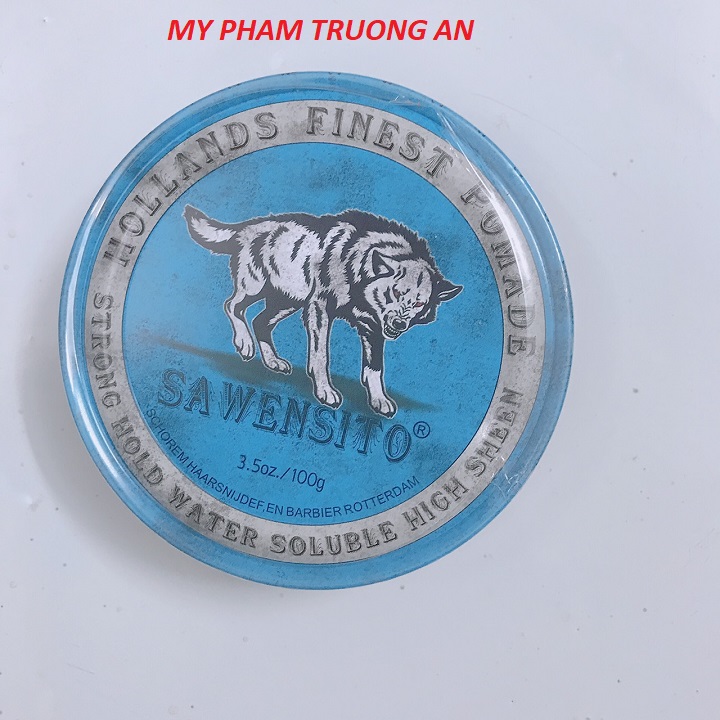 MY PHAM TRUONG AN
HOLLANDS FINEST POMADE
SAWENSITO®
3.5oz./100g
SCHOREM HAARSNIJDEF,EN BARBIER ROTTERDAM
STRONG HOLD WATER SOLUBLE HIGH SHEEN